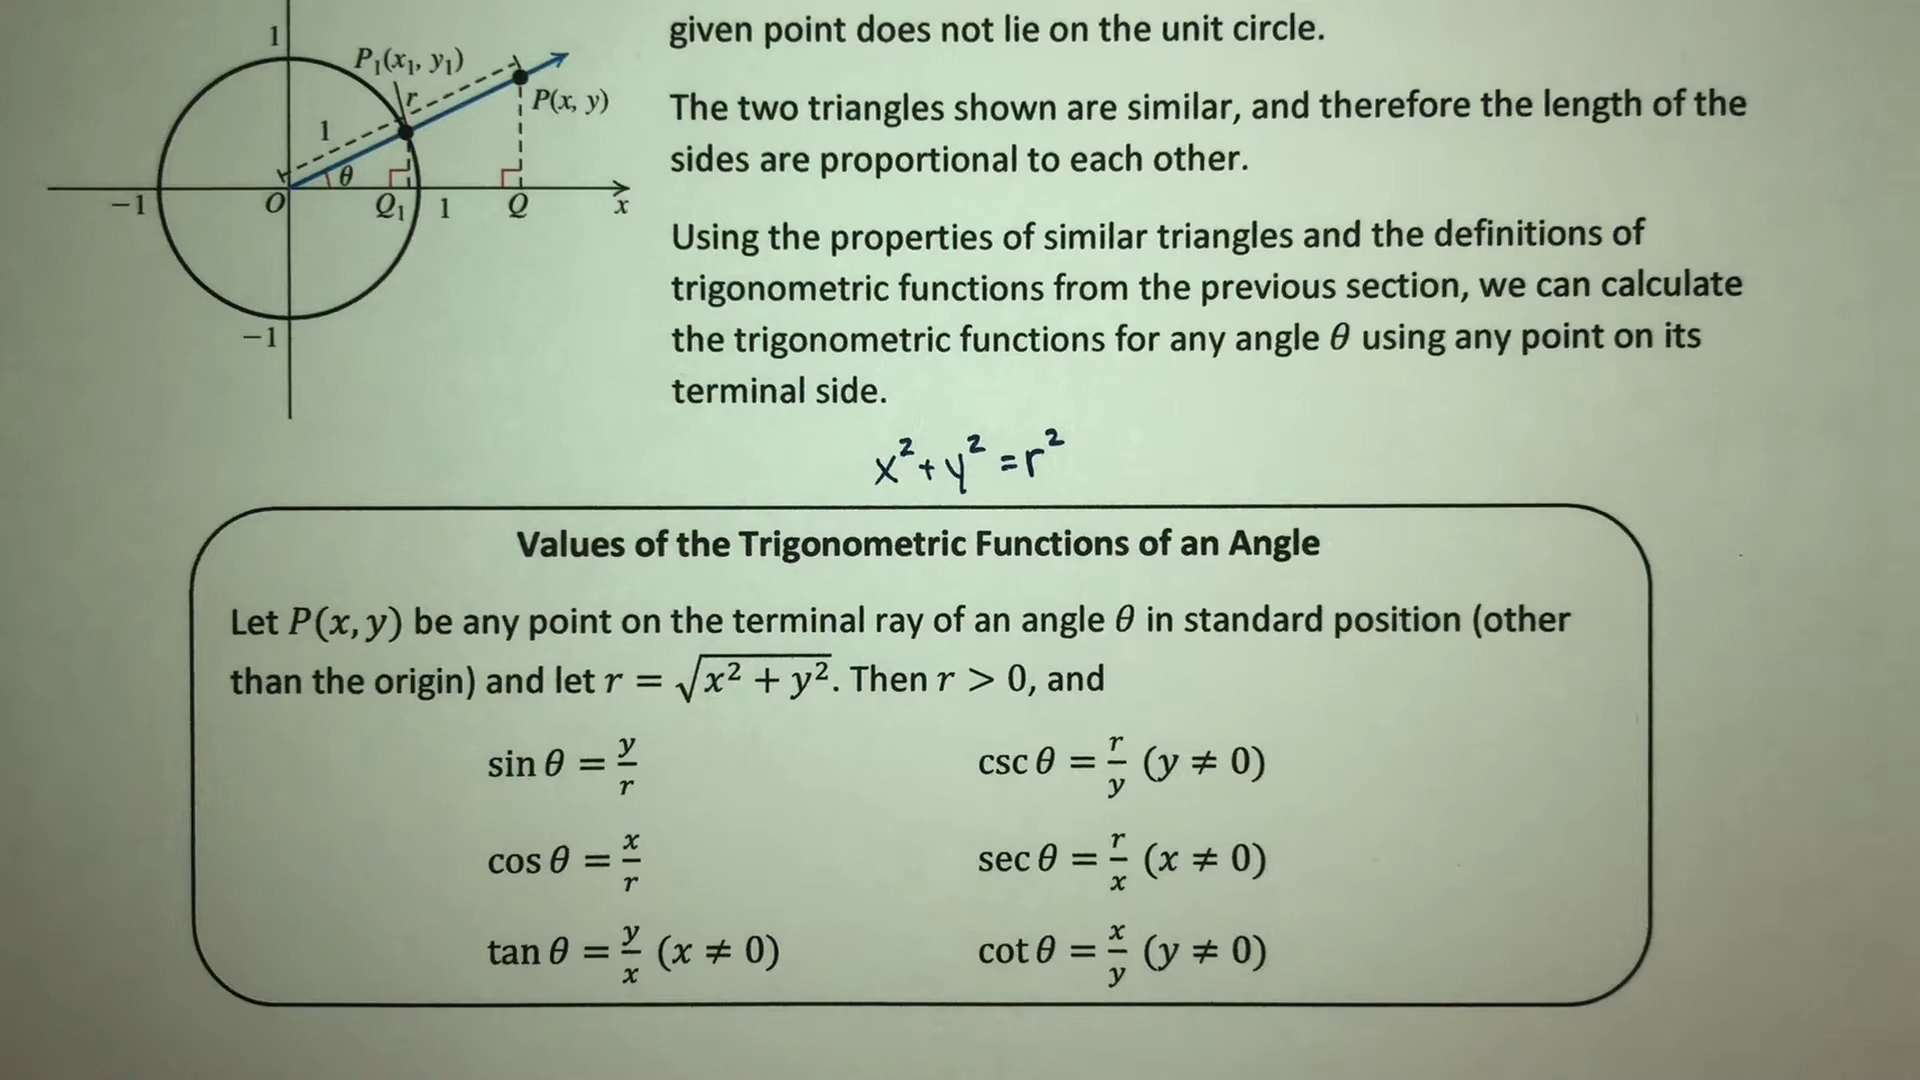 given point does not lie on the unit circle.
1
P₁(x₁, y₁)
r
P(x, y)
1
θ
−1
O
Q₁
1
Q
x
−1
The two triangles shown are similar, and therefore the length of the
sides are proportional to each other.
Using the properties of similar triangles and the definitions of
trigonometric functions from the previous section, we can calculate
the trigonometric functions for any angle θ using any point on its
terminal side.
x² + y² = r²
Values of the Trigonometric Functions of an Angle
Let P(x, y) be any point on the terminal ray of an angle θ in standard position (other
than the origin) and let r = √(x² + y²). Then r > 0, and
sin θ = y/r csc θ = r/y (y ≠ 0)
cos θ = x/r sec θ = r/x (x ≠ 0)
tan θ = y/x (x ≠ 0) cot θ = x/y (y ≠ 0)